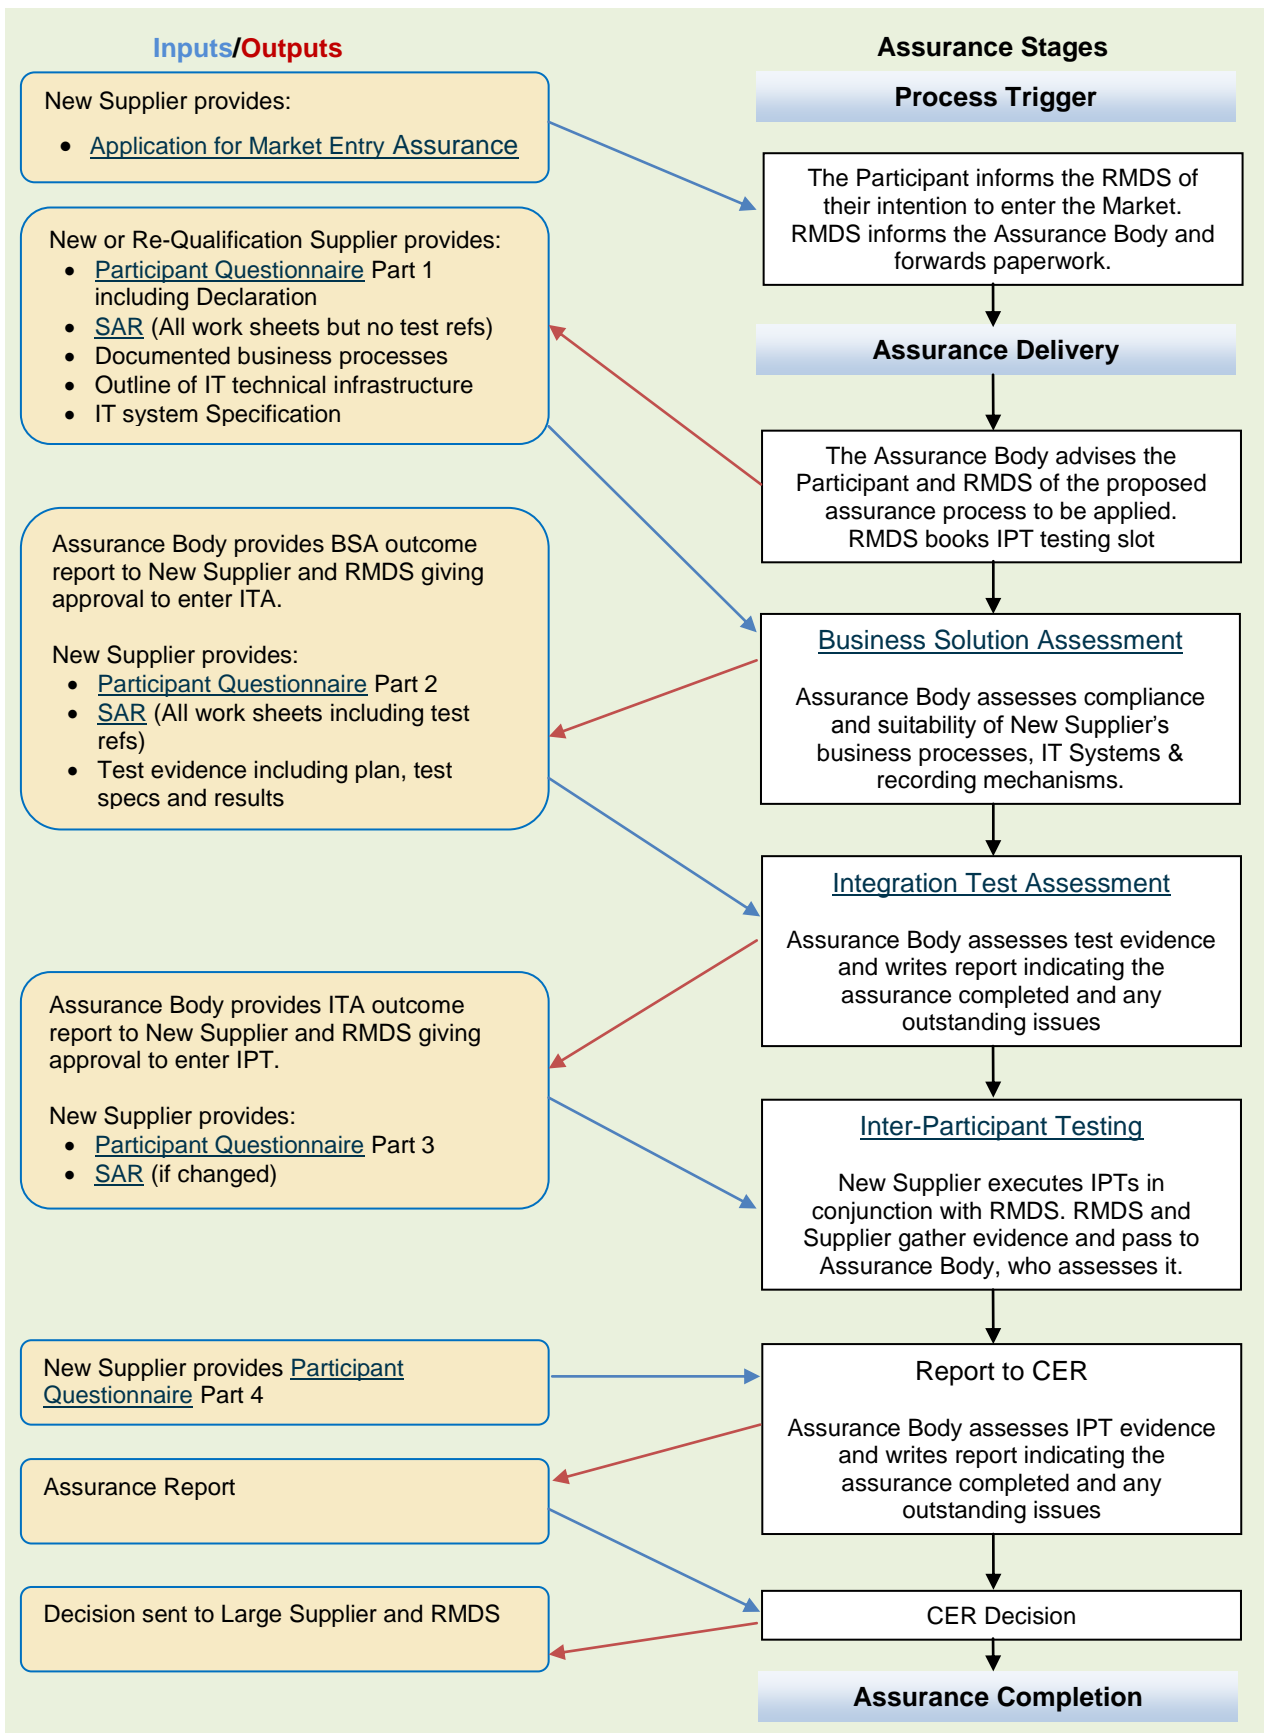 Inputs/Outputs
New Supplier provides:
• Application for Market Entry Assurance
New or Re-Qualification Supplier provides:
• Participant Questionnaire Part 1
including Declaration
• SAR (All work sheets but no test refs)
• Documented business processes
• Outline of IT technical infrastructure
• IT system Specification
Assurance Body provides BSA outcome
report to New Supplier and RMDS giving
approval to enter ITA.
New Supplier provides:
• Participant Questionnaire Part 2
• SAR (All work sheets including test
refs)
• Test evidence including plan, test
specs and results
Assurance Body provides ITA outcome
report to New Supplier and RMDS giving
approval to enter IPT.
New Supplier provides:
• Participant Questionnaire Part 3
• SAR (if changed)
New Supplier provides Participant
Questionnaire Part 4
Assurance Report
Decision sent to Large Supplier and RMDS
Assurance Stages
Process Trigger
The Participant informs the RMDS of
their intention to enter the Market.
RMDS informs the Assurance Body and
forwards paperwork.
Assurance Delivery
The Assurance Body advises the
Participant and RMDS of the proposed
assurance process to be applied.
RMDS books IPT testing slot
Business Solution Assessment
Assurance Body assesses compliance
and suitability of New Supplier’s
business processes, IT Systems &
recording mechanisms.
Integration Test Assessment
Assurance Body assesses test evidence
and writes report indicating the
assurance completed and any
outstanding issues
Inter-Participant Testing
New Supplier executes IPTs in
conjunction with RMDS. RMDS and
Supplier gather evidence and pass to
Assurance Body, who assesses it.
Report to CER
Assurance Body assesses IPT evidence
and writes report indicating the
assurance completed and any
outstanding issues
CER Decision
Assurance Completion